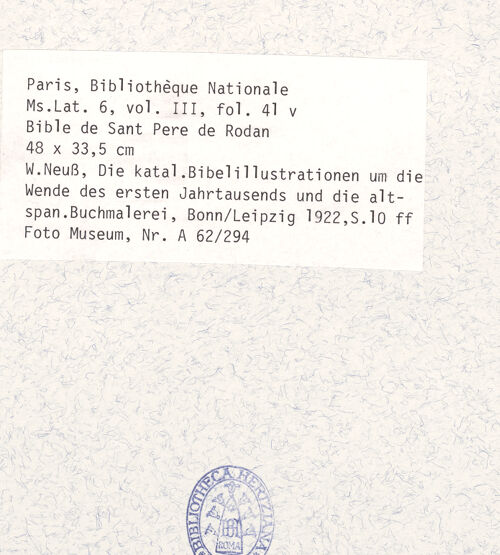 Paris, Bibliothèque Nationale
Ms.Lat. 6, vol. III, fol. 41 v
Bible de Sant Pere de Rodan
48 x 33,5 cm
W.Neuß, Die katal.Bibelillustrationen um die
Wende des ersten Jahrtausends und die alt-
span.Buchmalerei, Bonn/Leipzig 1922,S.10 ff
Foto Museum, Nr. A 62/294
BIBLIOTHECA HERTZIANA
ROMA